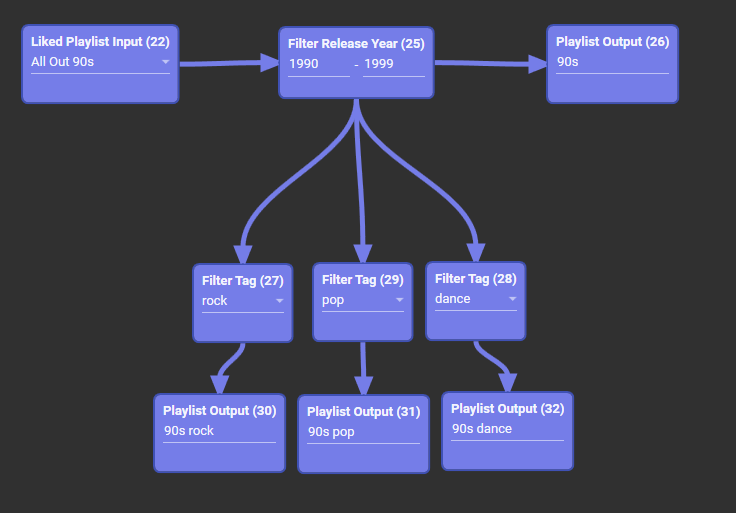 Liked Playlist Input (22)
All Out 90s
Filter Release Year (25)
1990 - 1999
Playlist Output (26)
90s
Filter Tag (27)
rock
Filter Tag (29)
pop
Filter Tag (28)
dance
Playlist Output (30)
90s rock
Playlist Output (31)
90s pop
Playlist Output (32)
90s dance